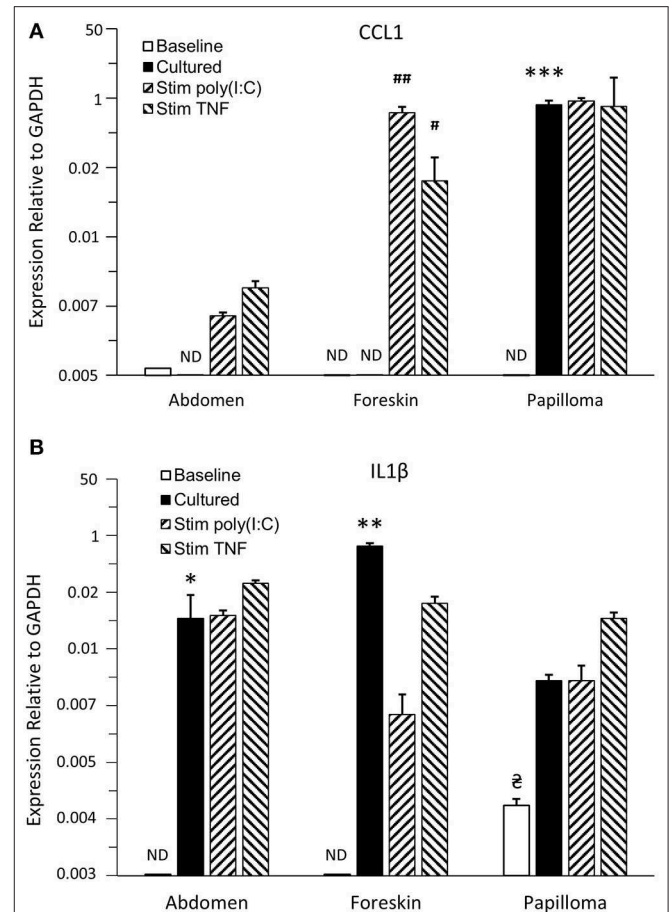 A
CCL1
Expression Relative to GAPDH
50
1
0.02
0.01
0.007
0.005
Baseline
Cultured
Stim poly(I:C)
Stim TNF
ND
ND
ND
##
#
ND
***
Abdomen
Foreskin
Papilloma
B
IL1β
Expression Relative to GAPDH
50
1
0.02
0.01
0.007
0.005
0.004
0.003
Baseline
Cultured
Stim poly(I:C)
Stim TNF
ND
*
ND
**
Abdomen
Foreskin
Papilloma